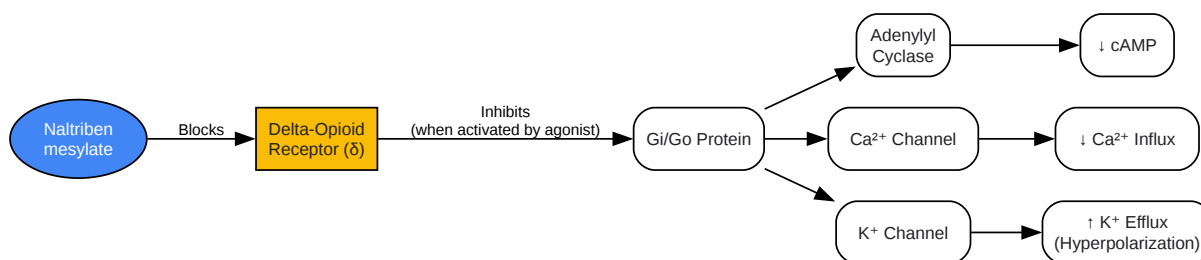 Naltriben
mesylate
Blocks
Delta-Opioid
Receptor (δ)
Inhibits
(when activated by agonist)
Gi/Go Protein
Adenylyl
Cyclase
↓ cAMP
Ca²⁺ Channel
↓ Ca²⁺ Influx
K⁺ Channel
↑ K⁺ Efflux
(Hyperpolarization)